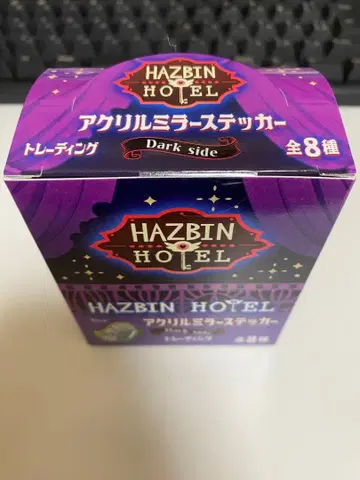 HAZBIN
HOTEL
アクリルミラーステッカー
トレーディング
Dark side
全8種
HAZBIN
HOTEL
HAZBIN HOTEL
アクリルミラーステッカー
Dark side
トレーディング
全8種